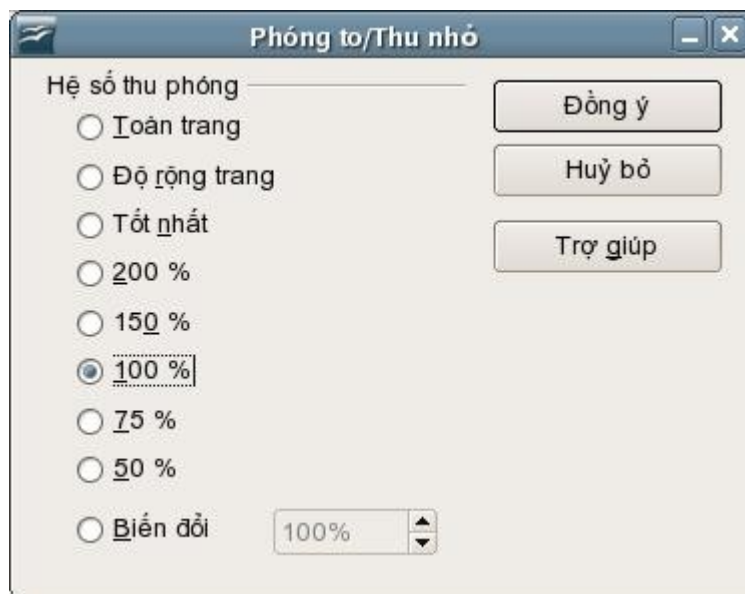 Phóng to/Thu nhỏ
Hệ số thu phóng
Toàn trang
Độ rộng trang
Tốt nhất
200 %
150 %
100 %
75 %
50 %
Biến đổi
100%
Đồng ý
Huỷ bỏ
Trợ giúp